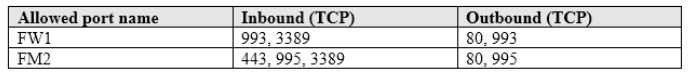 Allowed port name Inbound (TCP) Outbound (TCP)
FW1 993, 3389 80, 993
FM2 443, 995, 3389 80, 995